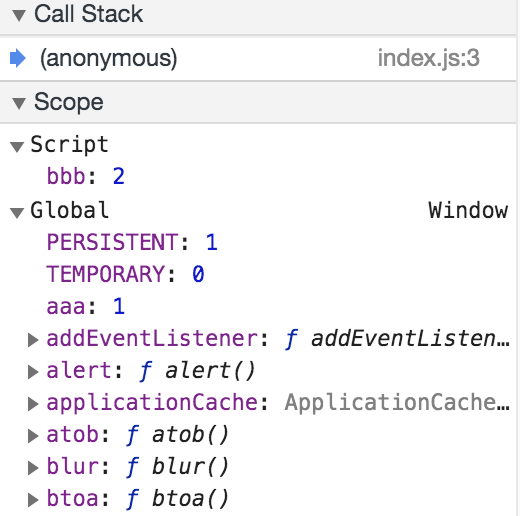 Call Stack
(anonymous) index.js:3
Scope
Script
bbb: 2
Global Window
PERSISTENT: 1
TEMPORARY: 0
aaa: 1
addEventListener: ƒ addEventListen…
alert: ƒ alert()
applicationCache: ApplicationCache…
atob: ƒ atob()
blur: ƒ blur()
btoa: ƒ btoa()